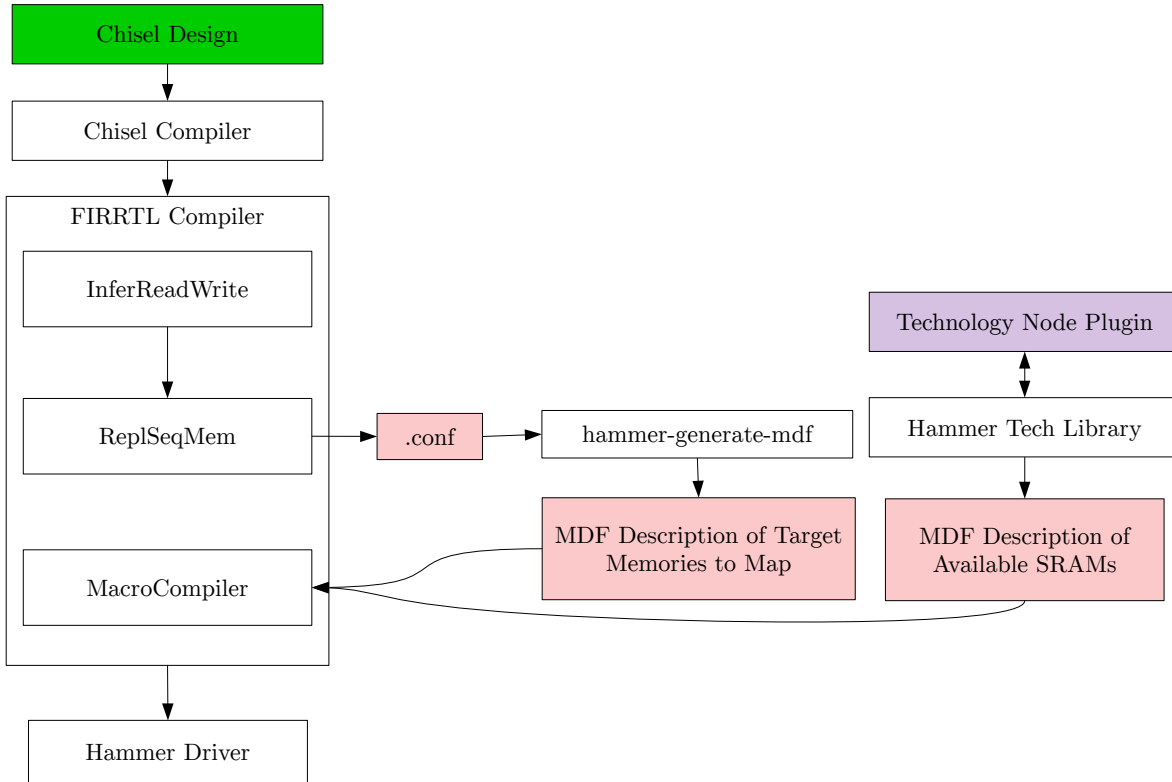 Chisel Design
Chisel Compiler
FIRRTL Compiler
InferReadWrite
Technology Node Plugin
ReplSeqMem
.conf
hammer-generate-mdf
Hammer Tech Library
MDF Description of Target
Memories to Map
MDF Description of
Available SRAMs
MacroCompiler
Hammer Driver